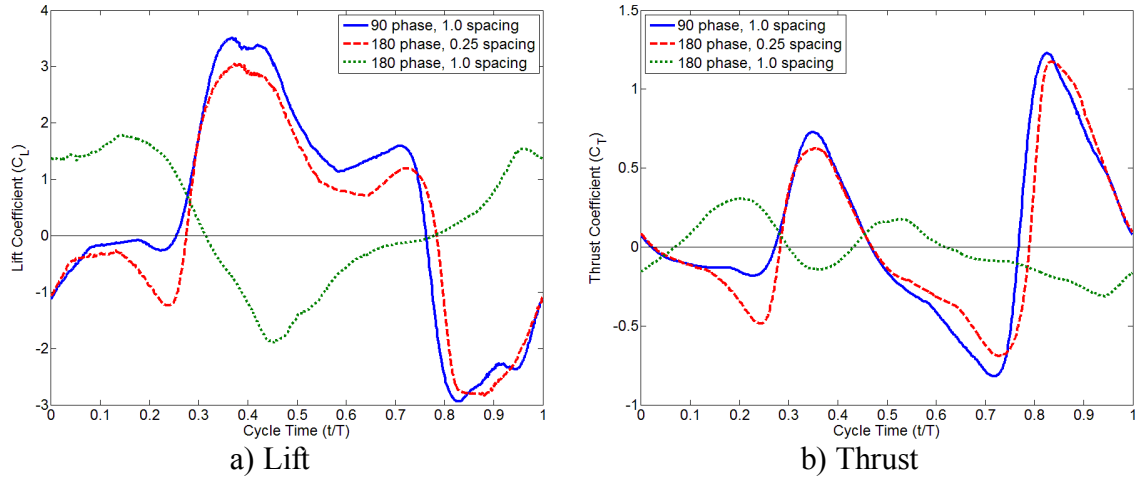 90 phase, 1.0 spacing
180 phase, 0.25 spacing
180 phase, 1.0 spacing
Lift Coefficient (C_L)
4
3
2
1
0
-1
-2
-3
0 0.1 0.2 0.3 0.4 0.5 0.6 0.7 0.8 0.9 1
Cycle Time (t/T)
a) Lift
90 phase, 1.0 spacing
180 phase, 0.25 spacing
180 phase, 1.0 spacing
Thrust Coefficient (C_T)
1.5
1
0.5
0
-0.5
-1
0 0.1 0.2 0.3 0.4 0.5 0.6 0.7 0.8 0.9 1
Cycle Time (t/T)
b) Thrust